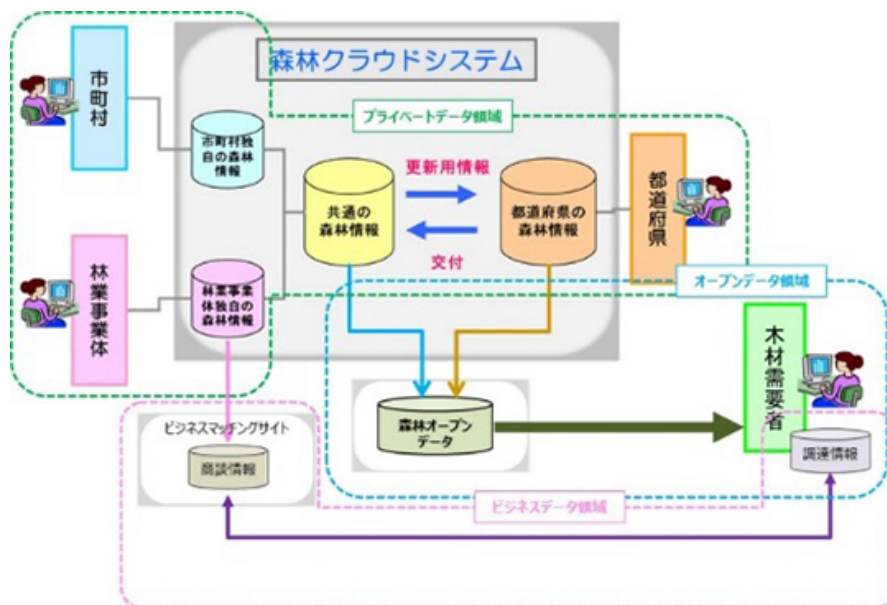 森林クラウドシステム
市町村
プライベートデータ領域
市町村独
自の森林
情報
更新用情報
共通の
森林情報
都道府県の
森林情報
都道府県
交付
林業事業体
林業事業
体独自の
森林情報
オープンデータ領域
木材需要者
ビジネスマッチングサイト
森林オープン
データ
商談情報
調達情報
ビジネスデータ領域